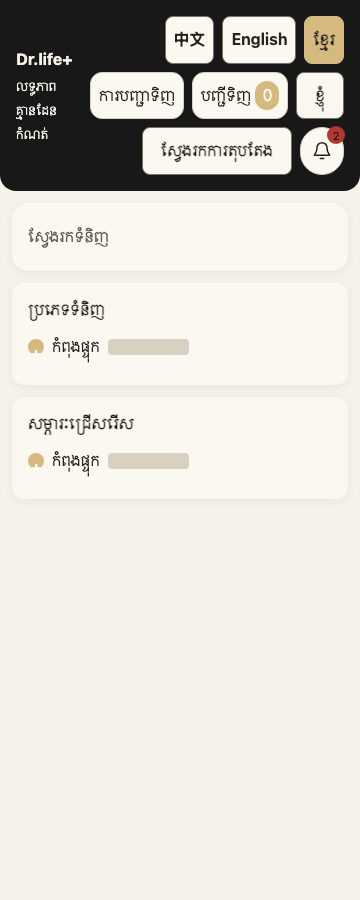 中文
English
ខ្មែរ
Dr.life+
លទ្ធភាព
គ្មានដែន
កំណត់
ការបញ្ជាទិញ
បញ្ជីទិញ 0
ខ្ញុំ
ស្វែងរកការតុបតែង
2
ស្វែងរកទំនិញ
ប្រភេទទំនិញ
កំពុងផ្ទុក
សម្ភារៈជ្រើសរើស
កំពុងផ្ទុក